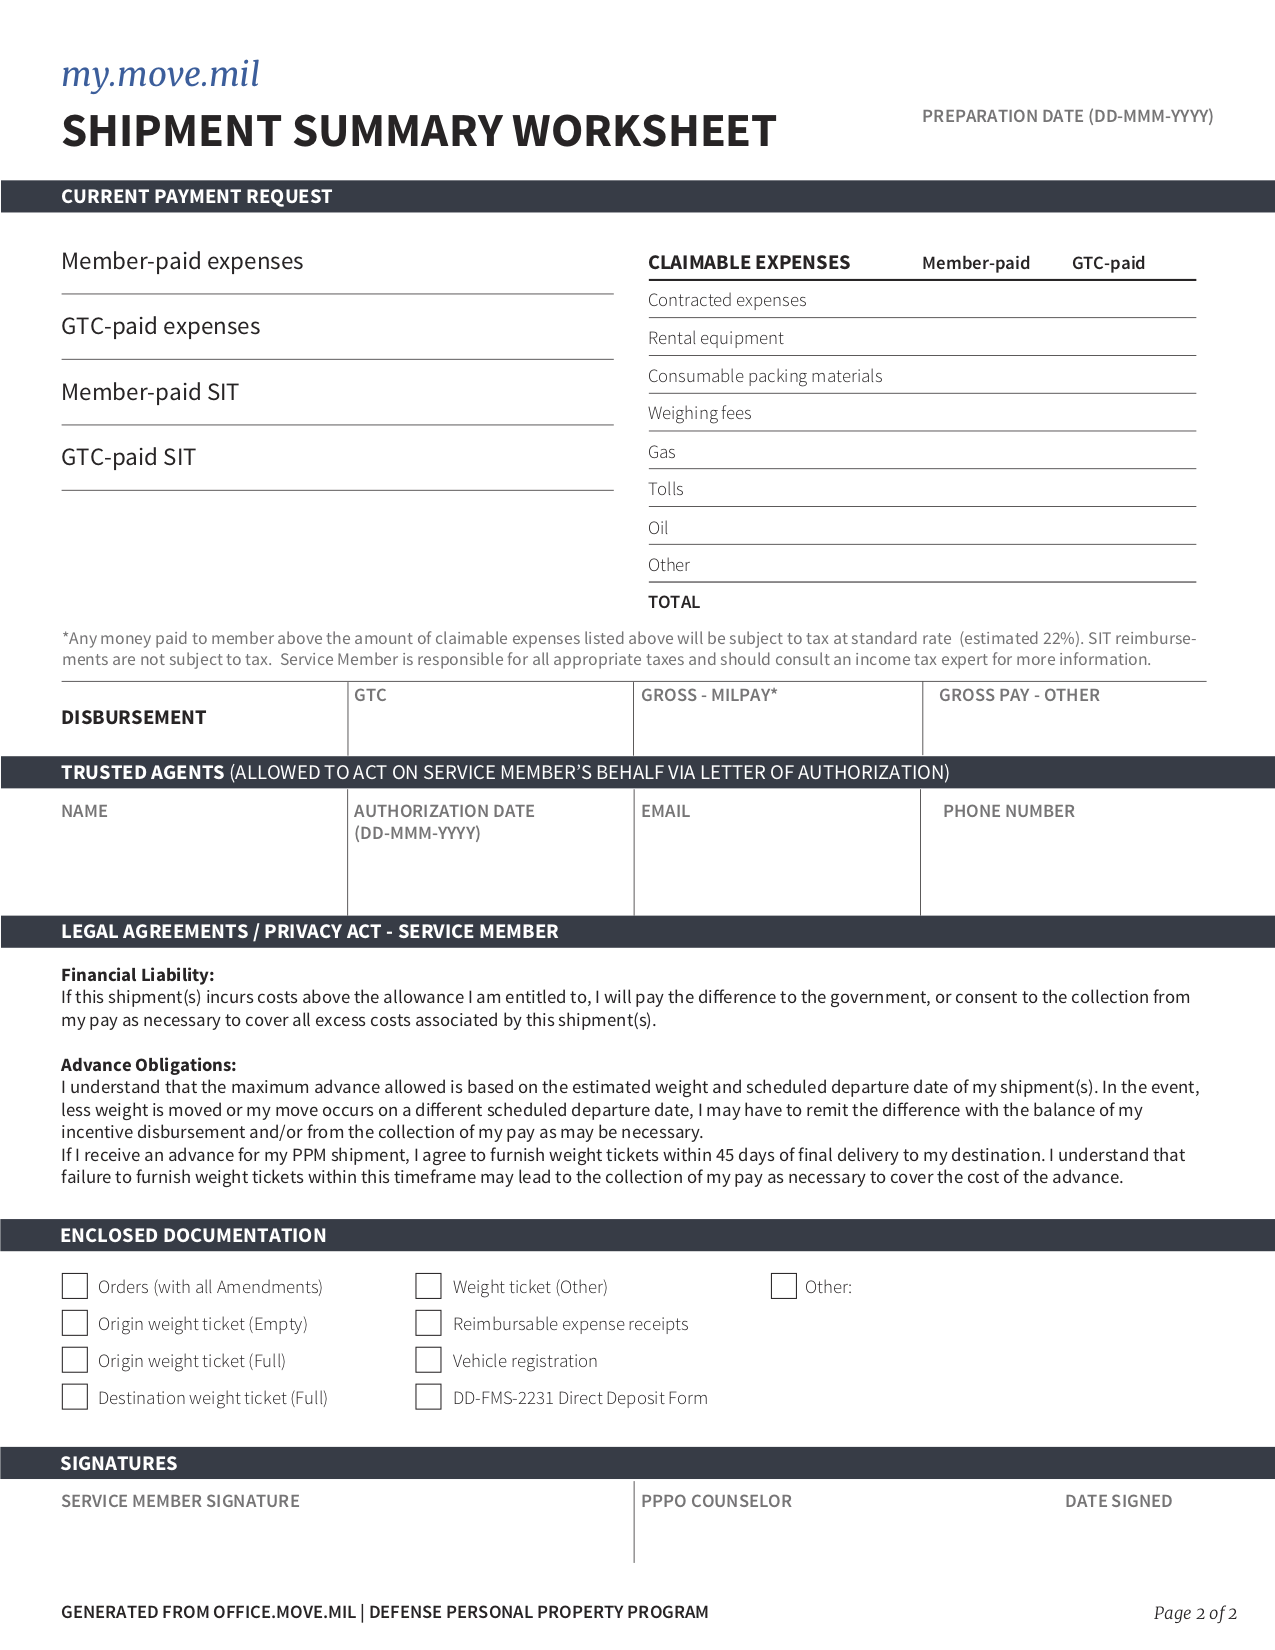 my.move.mil
SHIPMENT SUMMARY WORKSHEET
PREPARATION DATE (DD-MMM-YYYY)
CURRENT PAYMENT REQUEST
Member-paid expenses
GTC-paid expenses
Member-paid SIT
GTC-paid SIT
CLAIMABLE EXPENSES Member-paid GTC-paid
Contracted expenses
Rental equipment
Consumable packing materials
Weighing fees
Gas
Tolls
Oil
Other
TOTAL
*Any money paid to member above the amount of claimable expenses listed above will be subject to tax at standard rate (estimated 22%). SIT reimburse-
ments are not subject to tax. Service Member is responsible for all appropriate taxes and should consult an income tax expert for more information.
DISBURSEMENT
GTC
GROSS - MILPAY*
GROSS PAY - OTHER
TRUSTED AGENTS (ALLOWED TO ACT ON SERVICE MEMBER’S BEHALF VIA LETTER OF AUTHORIZATION)
NAME
AUTHORIZATION DATE
(DD-MMM-YYYY)
EMAIL
PHONE NUMBER
LEGAL AGREEMENTS / PRIVACY ACT - SERVICE MEMBER
Financial Liability:
If this shipment(s) incurs costs above the allowance I am entitled to, I will pay the difference to the government, or consent to the collection from
my pay as necessary to cover all excess costs associated by this shipment(s).
Advance Obligations:
I understand that the maximum advance allowed is based on the estimated weight and scheduled departure date of my shipment(s). In the event,
less weight is moved or my move occurs on a different scheduled departure date, I may have to remit the difference with the balance of my
incentive disbursement and/or from the collection of my pay as may be necessary.
If I receive an advance for my PPM shipment, I agree to furnish weight tickets within 45 days of final delivery to my destination. I understand that
failure to furnish weight tickets within this timeframe may lead to the collection of my pay as necessary to cover the cost of the advance.
ENCLOSED DOCUMENTATION
Orders (with all Amendments)
Origin weight ticket (Empty)
Origin weight ticket (Full)
Destination weight ticket (Full)
Weight ticket (Other)
Reimbursable expense receipts
Vehicle registration
DD-FMS-2231 Direct Deposit Form
Other:
SIGNATURES
SERVICE MEMBER SIGNATURE
PPPO COUNSELOR
DATE SIGNED
GENERATED FROM OFFICE.MOVE.MIL | DEFENSE PERSONAL PROPERTY PROGRAM
Page 2 of 2